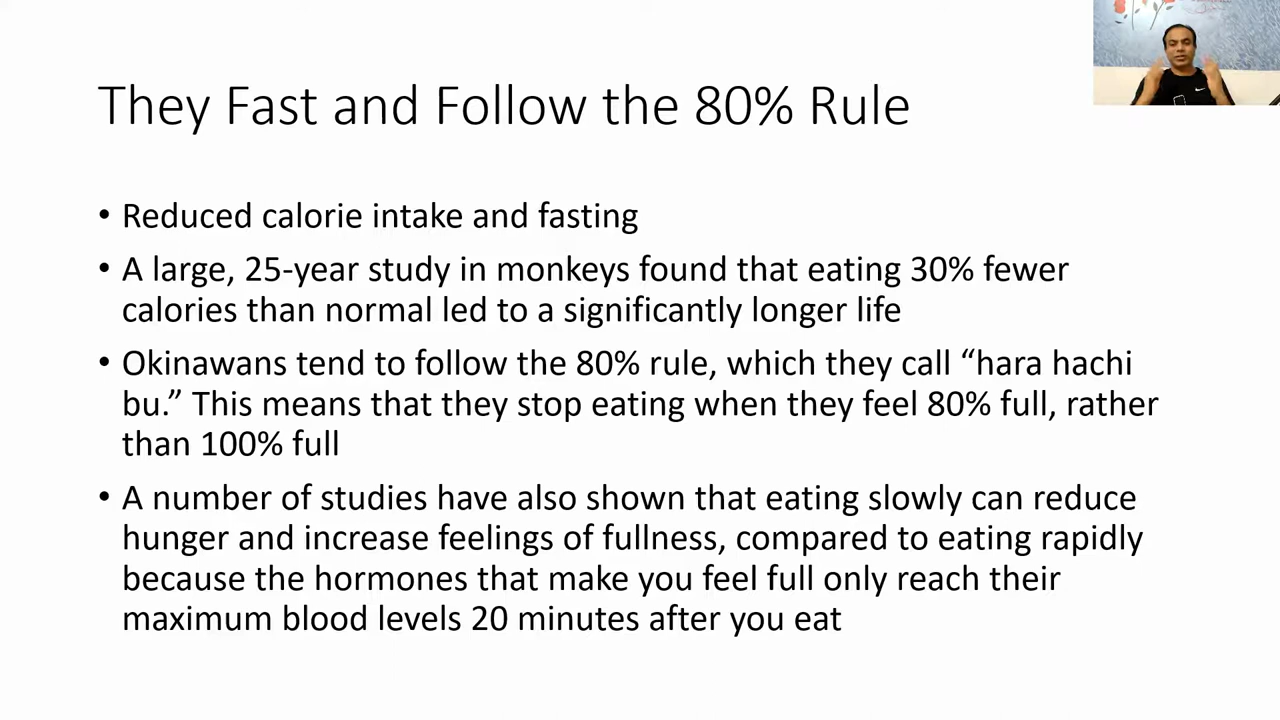 They Fast and Follow the 80% Rule
• Reduced calorie intake and fasting
• A large, 25-year study in monkeys found that eating 30% fewer
calories than normal led to a significantly longer life
• Okinawans tend to follow the 80% rule, which they call “hara hachi
bu.” This means that they stop eating when they feel 80% full, rather
than 100% full
• A number of studies have also shown that eating slowly can reduce
hunger and increase feelings of fullness, compared to eating rapidly
because the hormones that make you feel full only reach their
maximum blood levels 20 minutes after you eat